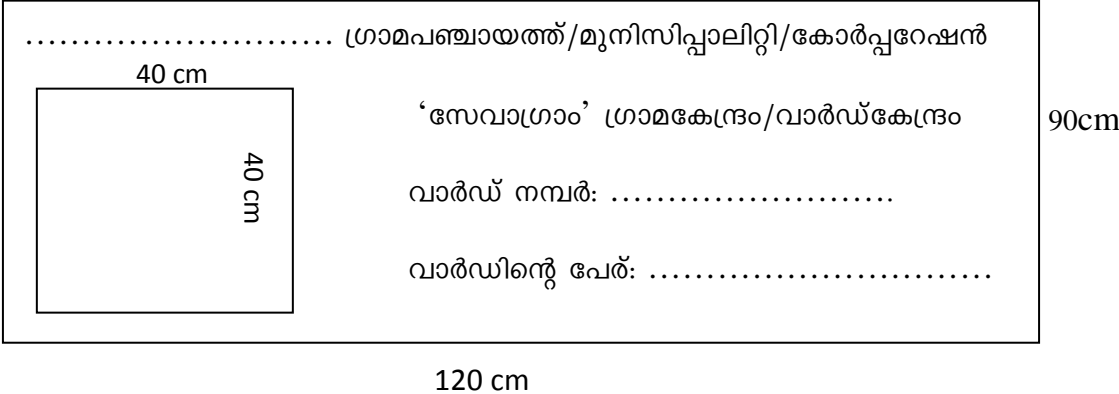 ........................... ഗ്രാമപഞ്ചായത്ത്/മുനിസിപ്പാലിറ്റി/കോർപ്പറേഷൻ
40 cm
‘സേവാഗ്രാം’ ഗ്രാമകേന്ദ്രം/വാർഡ്കേന്ദ്രം
90cm
40 cm
വാർഡ് നമ്പർ: .........................
വാർഡിന്റെ പേര്: ..............................
120 cm